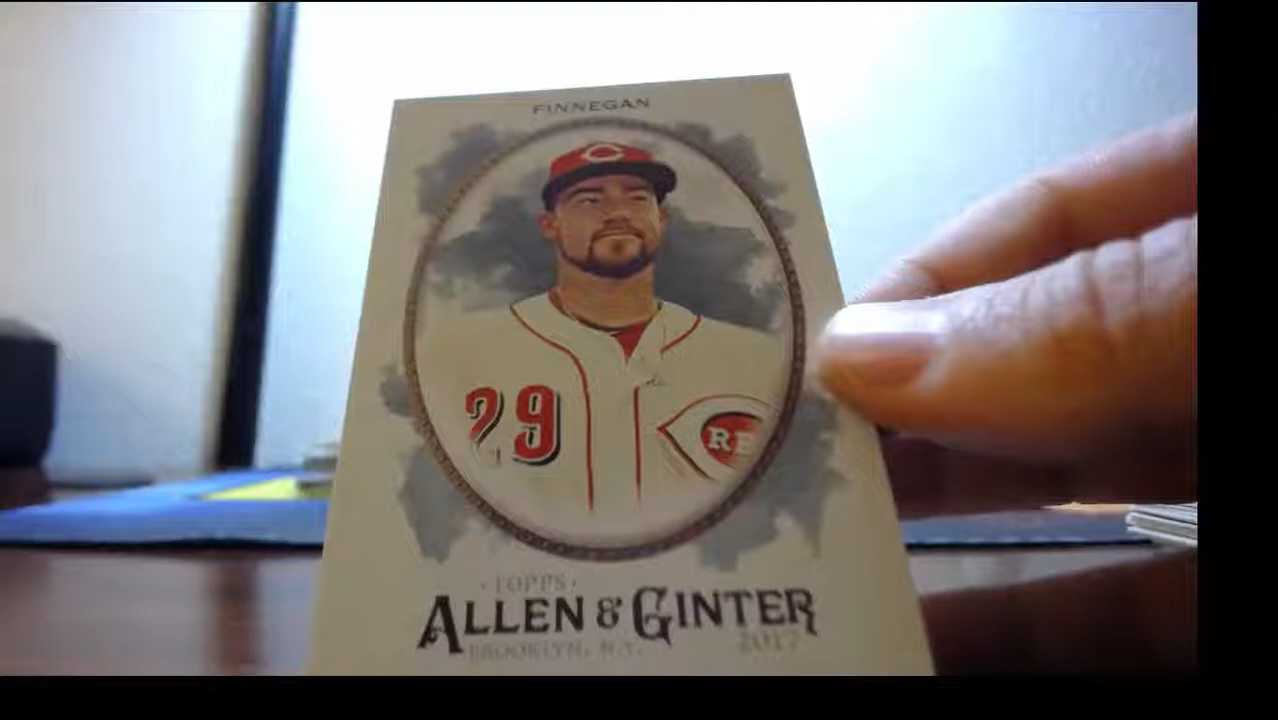 FINNEGAN
29
RE
TOPPS
ALLEN & GINTER
BROOKLYN, N.Y. 2017